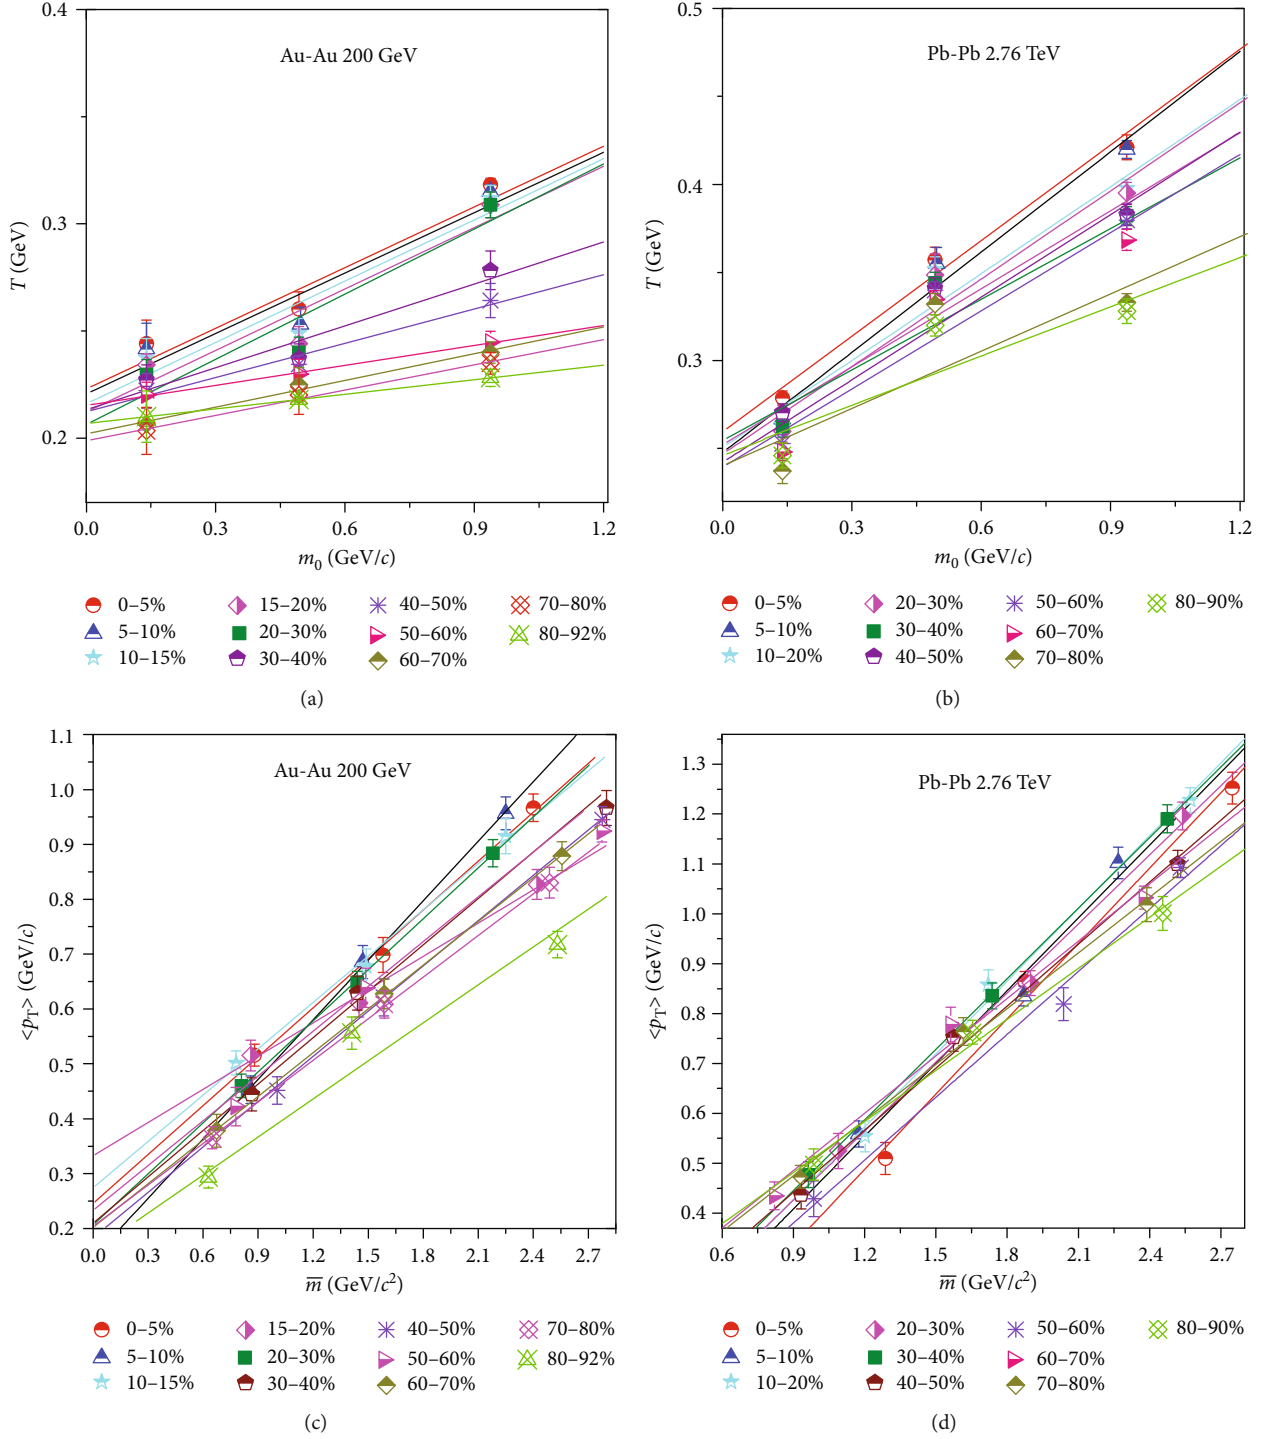 Au-Au 200 GeV
0.4
0.3
0.2
T (GeV)
0.0 0.3 0.6 0.9 1.2
m0 (GeV/c)
0–5% 15–20% 40–50% 70–80%
5–10% 20–30% 50–60% 80–92%
10–15% 30–40% 60–70%
(a)
Pb-Pb 2.76 TeV
0.5
0.4
0.3
T (GeV)
0.0 0.3 0.6 0.9 1.2
m0 (GeV/c)
0–5% 20–30% 50–60% 80–90%
5–10% 30–40% 60–70%
10–20% 40–50% 70–80%
(b)
Au-Au 200 GeV
1.1
1.0
0.9
0.8
0.7
0.6
0.5
0.4
0.3
0.2
<pT> (GeV/c)
0.0 0.3 0.6 0.9 1.2 1.5 1.8 2.1 2.4 2.7
m̅ (GeV/c²)
0–5% 15–20% 40–50% 70–80%
5–10% 20–30% 50–60% 80–92%
10–15% 30–40% 60–70%
(c)
Pb-Pb 2.76 TeV
1.3
1.2
1.1
1.0
0.9
0.8
0.7
0.6
0.5
0.4
<pT> (GeV/c)
0.6 0.9 1.2 1.5 1.8 2.1 2.4 2.7
m̅ (GeV/c²)
0–5% 20–30% 50–60% 80–90%
5–10% 30–40% 60–70%
10–20% 40–50% 70–80%
(d)